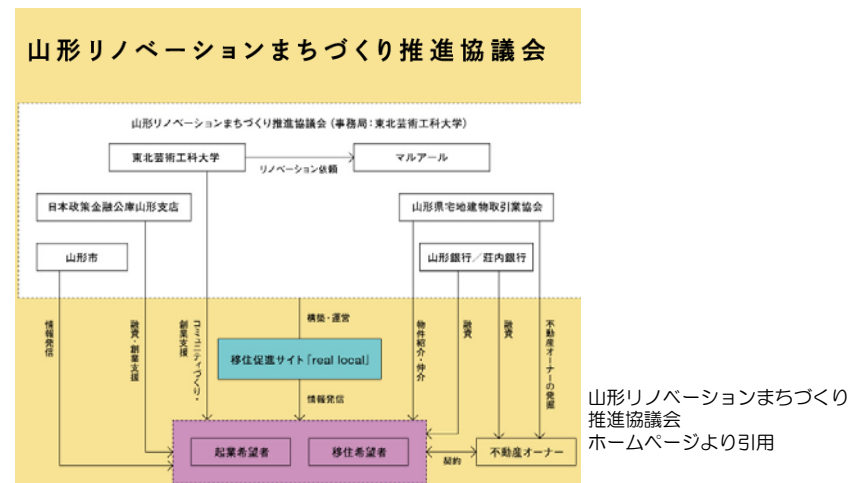 山形リノベーションまちづくり推進協議会
山形リノベーションまちづくり推進協議会（事務局：東北芸術工科大学）
東北芸術工科大学
リノベーション依頼
マルアール
日本政策金融公庫山形支店
山形県宅地建物取引業協会
山形市
山形銀行／荘内銀行
情報発信
融資・創業支援
コミュニティづくり・
創業支援
構築・運営
物件紹介・仲介
融資
融資
不動産オーナーの発掘
移住促進サイト「real local」
情報発信
起業希望者
移住希望者
契約
不動産オーナー
山形リノベーションまちづくり
推進協議会
ホームページより引用